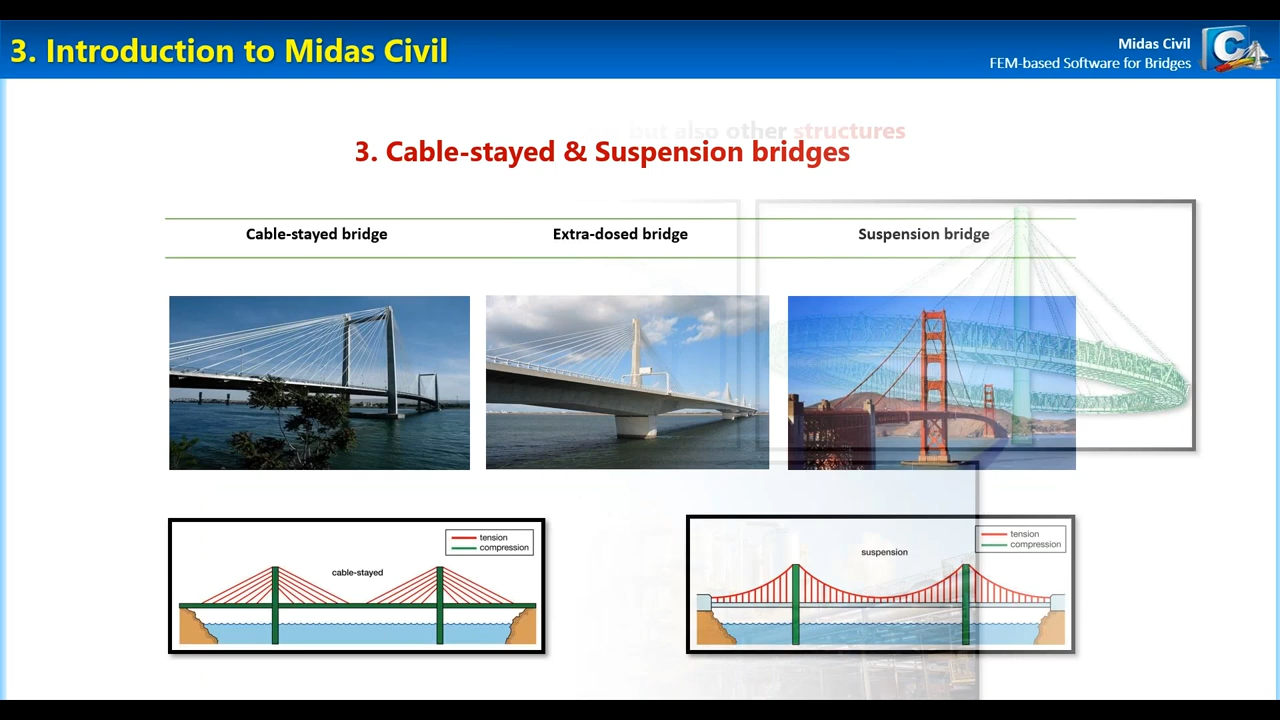 3. Introduction to Midas Civil
Midas Civil
FEM-based Software for Bridges
but also other structures
3. Cable-stayed & Suspension bridges
Cable-stayed bridge
Extra-dosed bridge
Suspension bridge
tension
compression
cable-stayed
tension
compression
suspension